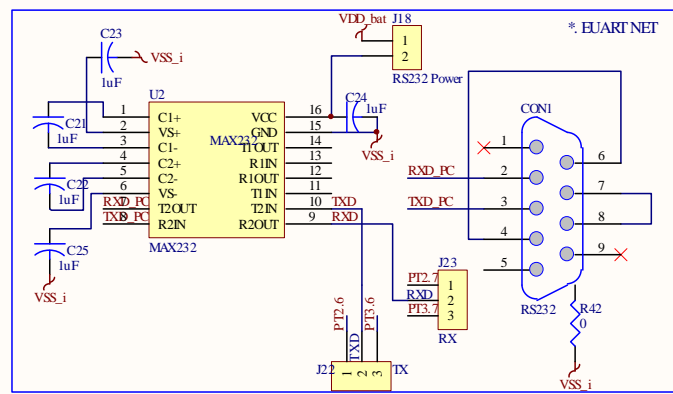 *. EUART NET
C23
1uF
VSS_i
VDD_bat
J18
1
2
RS232 Power
C24
1uF
VSS_i
U2
C21
1uF
C22
1uF
C25
1uF
VSS_i
1 C1+ VCC 16
2 VS+ GND 15
3 C1- T1OUT 14
4 C2+ R1IN 13
5 C2- R1OUT 12
6 VS- T1IN 11
RXD_PC T2OUT T2IN 10 TXD
TXD_PC 8 R2IN R2OUT 9 RXD
MAX232
MAX232
CON1
1
RXD_PC 2
TXD_PC 3
4
5
6
7
8
9
RS232
R42
0
VSS_i
J23
PT2.7 1
RXD 2
PT3.7 3
RX
PT2.6
TXD
PT3.6
J22 1 2 3 TX